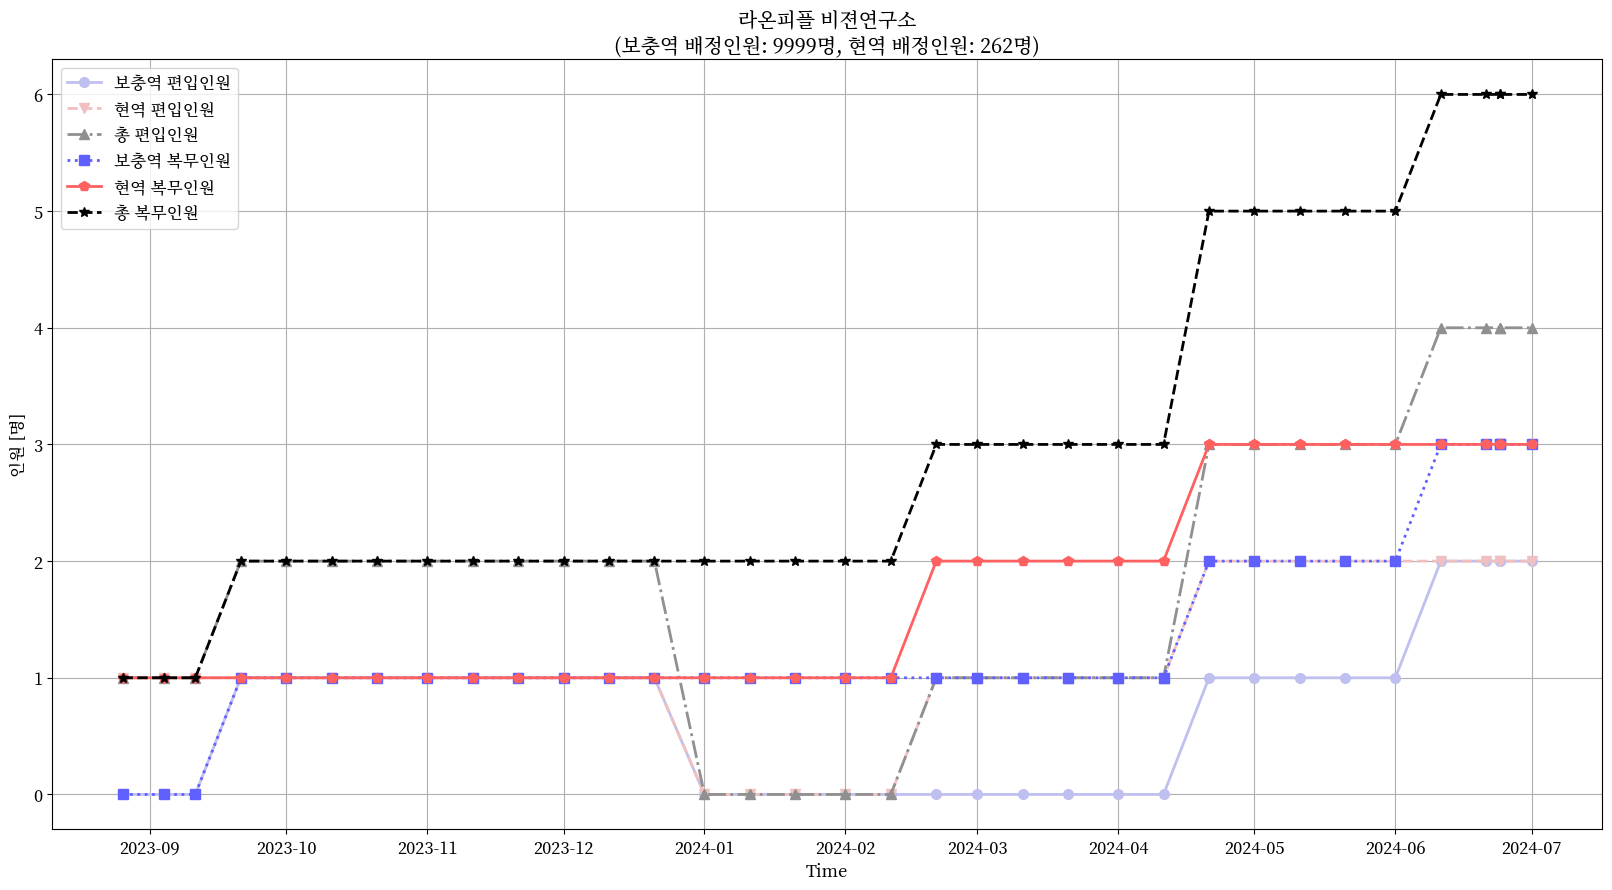 라온피플 비젼연구소
(보충역 배정인원: 9999명, 현역 배정인원: 262명)
보충역 편입인원
현역 편입인원
총 편입인원
보충역 복무인원
현역 복무인원
총 복무인원
6
5
4
3
2
1
0
인원 [명]
2023-09 2023-10 2023-11 2023-12 2024-01 2024-02 2024-03 2024-04 2024-05 2024-06 2024-07
Time